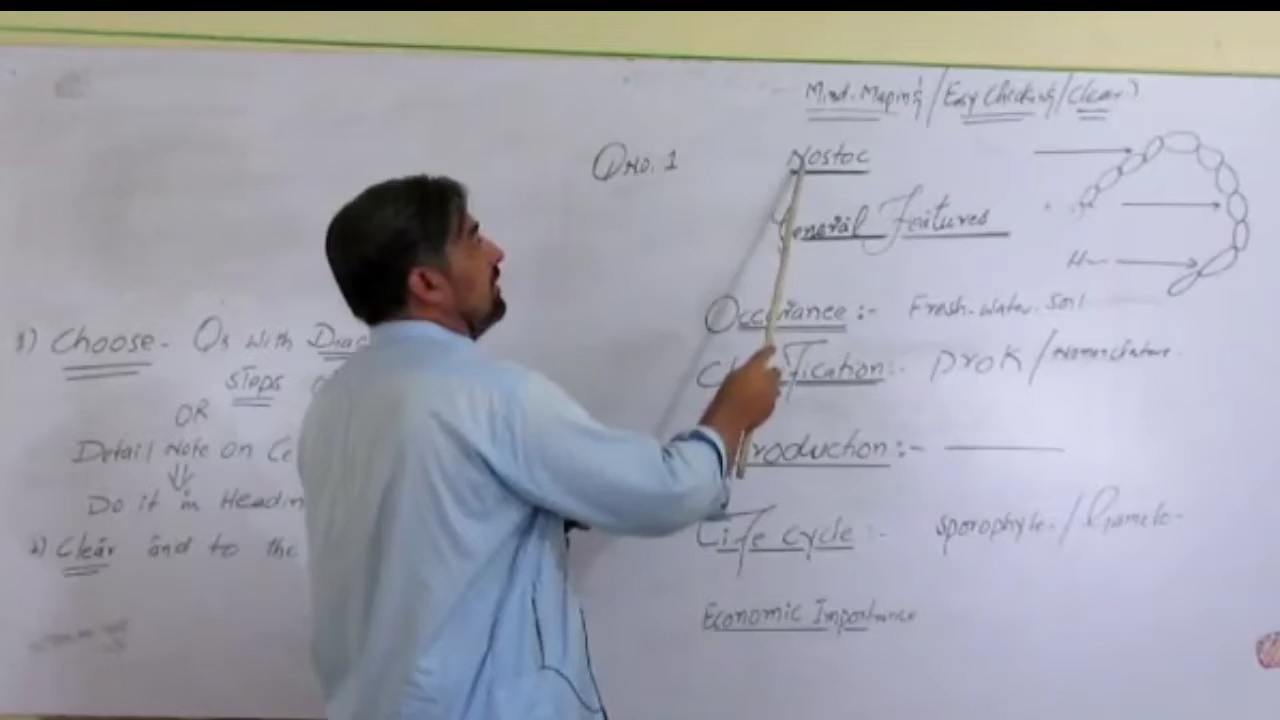 Mind. Maping / Easy Checking / Clear)
Q No. 1 Nostoc
General Features
Occurance :- Fresh-water. Soil
H
1) Choose - Qs with
Steps
OR
Detail Note on Ce
Do it in Headin
2) Clear and to the
fication :- Prok / Nomenclature
roduction :-
Life cycle :- Sporophyte- / Gameto-
Economic Importance